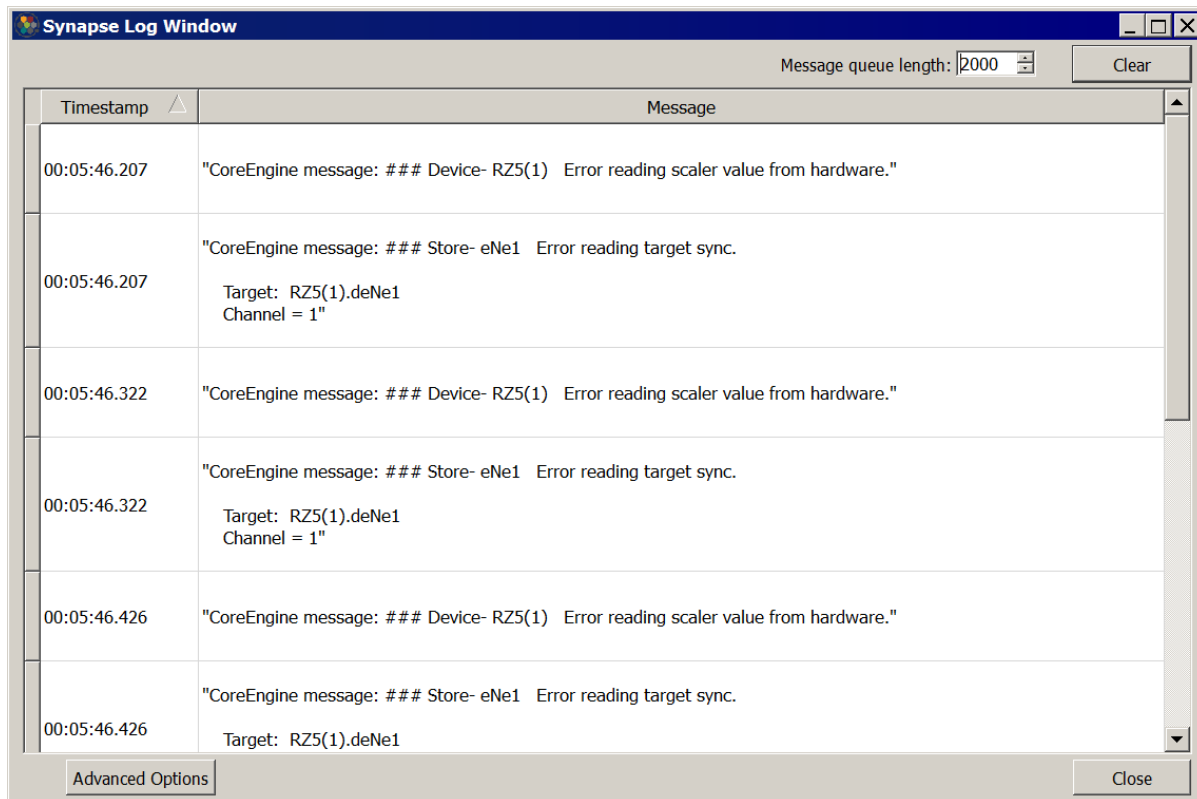 Synapse Log Window
Message queue length: 2000 Clear
Timestamp Message
00:05:46.207 "CoreEngine message: ### Device- RZ5(1)   Error reading scaler value from hardware."
00:05:46.207 "CoreEngine message: ### Store- eNe1   Error reading target sync.
Target:  RZ5(1).deNe1
Channel = 1"
00:05:46.322 "CoreEngine message: ### Device- RZ5(1)   Error reading scaler value from hardware."
00:05:46.322 "CoreEngine message: ### Store- eNe1   Error reading target sync.
Target:  RZ5(1).deNe1
Channel = 1"
00:05:46.426 "CoreEngine message: ### Device- RZ5(1)   Error reading scaler value from hardware."
00:05:46.426 "CoreEngine message: ### Store- eNe1   Error reading target sync.
Target:  RZ5(1).deNe1
Advanced Options Close